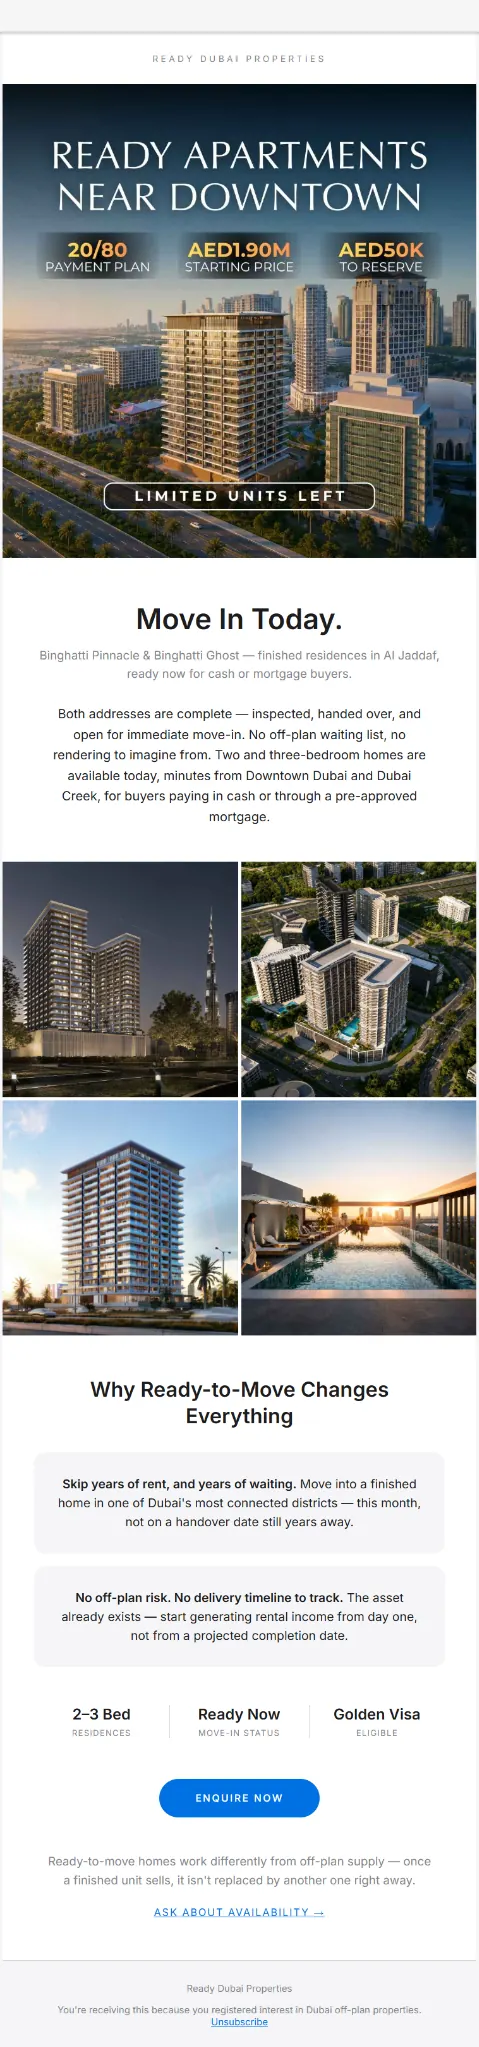 READY DUBAI PROPERTIES
READY APARTMENTS
NEAR DOWNTOWN
20/80
PAYMENT PLAN
AED1.90M
STARTING PRICE
AED50K
TO RESERVE
LIMITED UNITS LEFT
Move In Today.
Binghatti Pinnacle & Binghatti Ghost — finished residences in Al Jaddaf,
ready now for cash or mortgage buyers.
Both addresses are complete — inspected, handed over, and
open for immediate move-in. No off-plan waiting list, no
rendering to imagine from. Two and three-bedroom homes are
available today, minutes from Downtown Dubai and Dubai
Creek, for buyers paying in cash or through a pre-approved
mortgage.
Why Ready-to-Move Changes
Everything
Skip years of rent, and years of waiting. Move into a finished
home in one of Dubai's most connected districts — this month,
not on a handover date still years away.
No off-plan risk. No delivery timeline to track. The asset
already exists — start generating rental income from day one,
not from a projected completion date.
2–3 Bed
RESIDENCES
Ready Now
MOVE-IN STATUS
Golden Visa
ELIGIBLE
ENQUIRE NOW
Ready-to-move homes work differently from off-plan supply — once
a finished unit sells, it isn't replaced by another one right away.
ASK ABOUT AVAILABILITY →
Ready Dubai Properties
You're receiving this because you registered interest in Dubai off-plan properties.
Unsubscribe